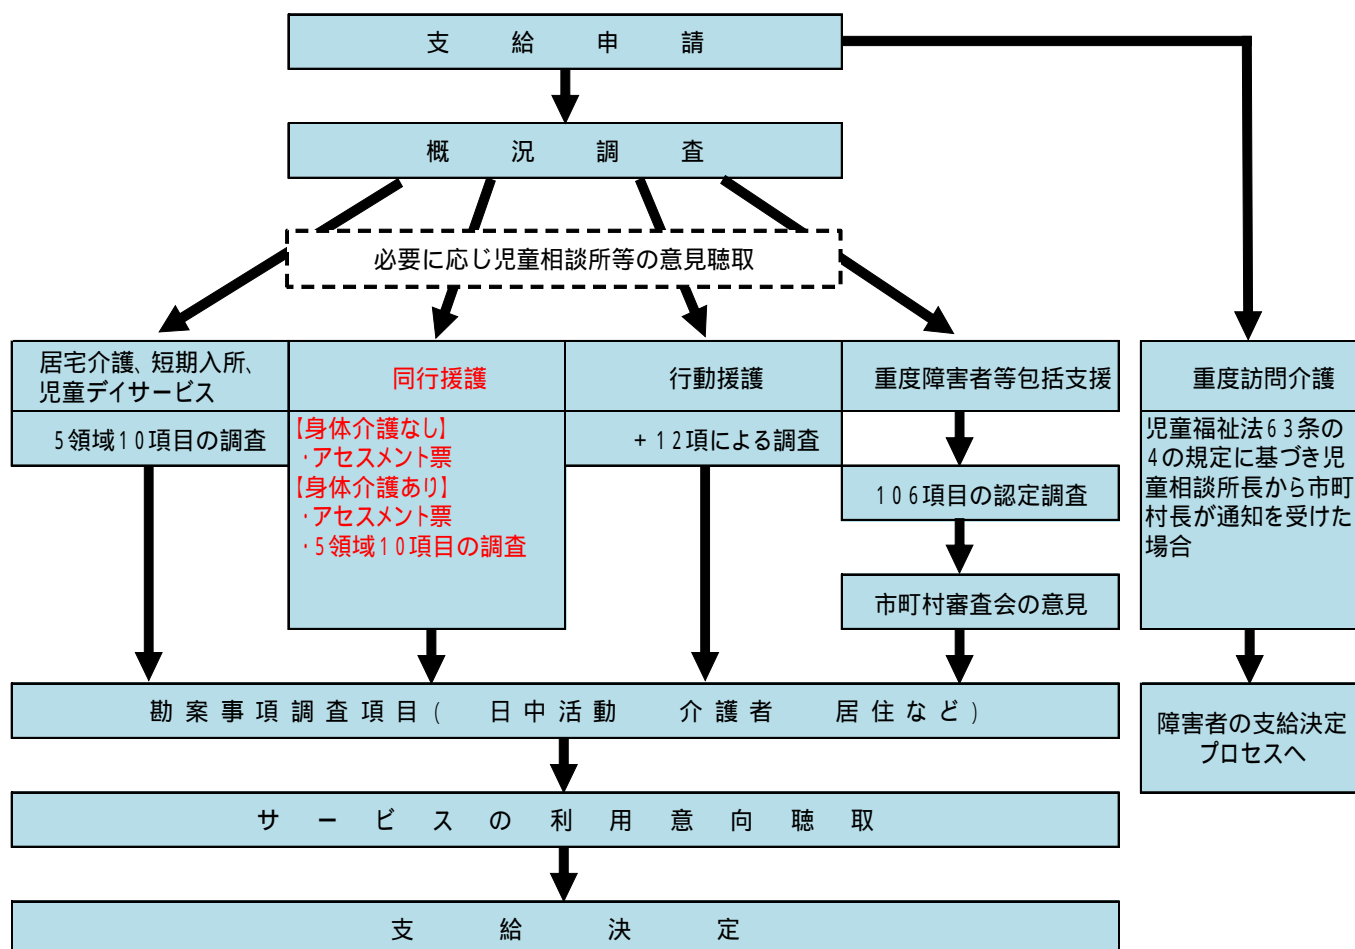 支給申請
概況調査
必要に応じ児童相談所等の意見聴取
居宅介護、短期入所、
児童デイサービス
5領域10項目の調査
同行援護
【身体介護なし】
・アセスメント票
【身体介護あり】
・アセスメント票
・5領域10項目の調査
行動援護
+12項による調査
重度障害者等包括支援
106項目の認定調査
市町村審査会の意見
重度訪問介護
児童福祉法63条の
4の規定に基づき児
童相談所長から市町
村長が通知を受けた
場合
勘案事項調査項目( 日中活動 介護者 居住など)
障害者の支給決定
プロセスへ
サービスの利用意向聴取
支給決定